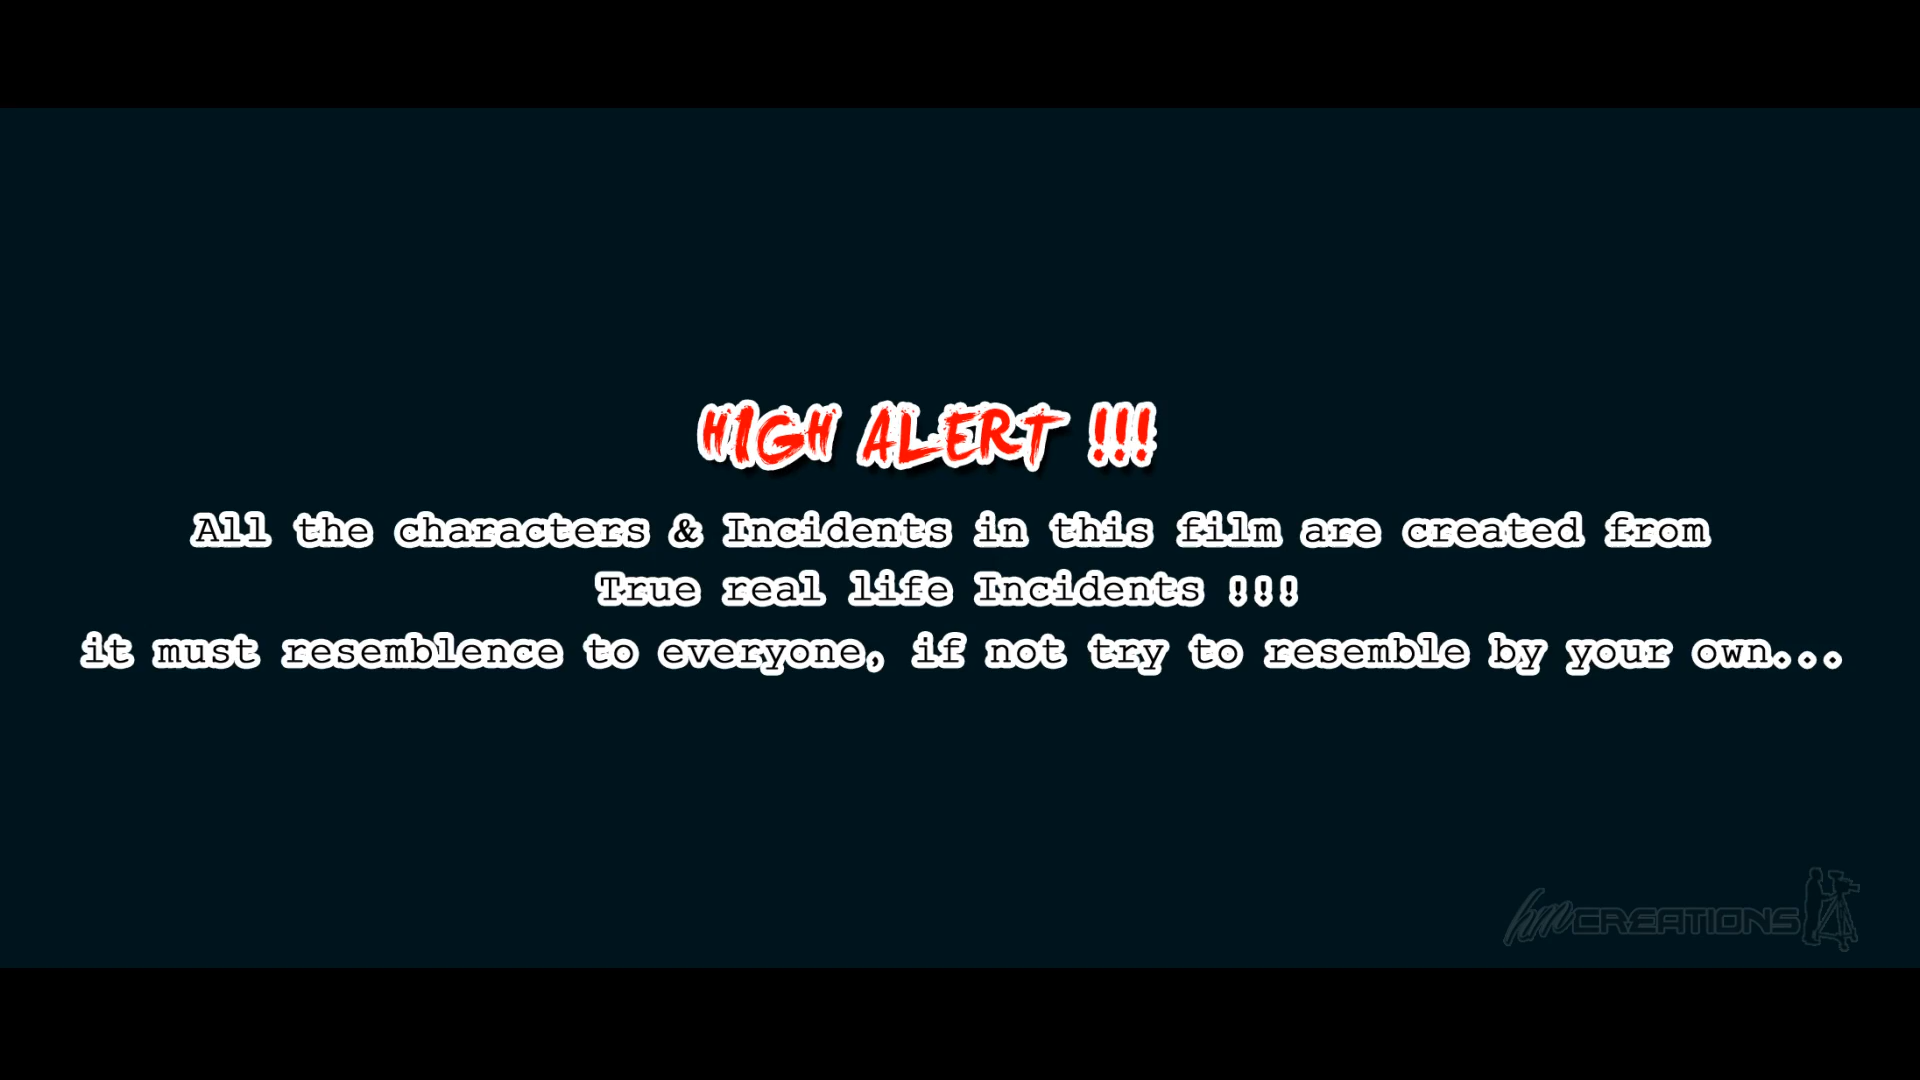 HIGH ALERT !!!
All the characters & Incidents in this film are created from
True real life Incidents !!!
it must resemblence to everyone, if not try to resemble by your own...
hmCREATIONS